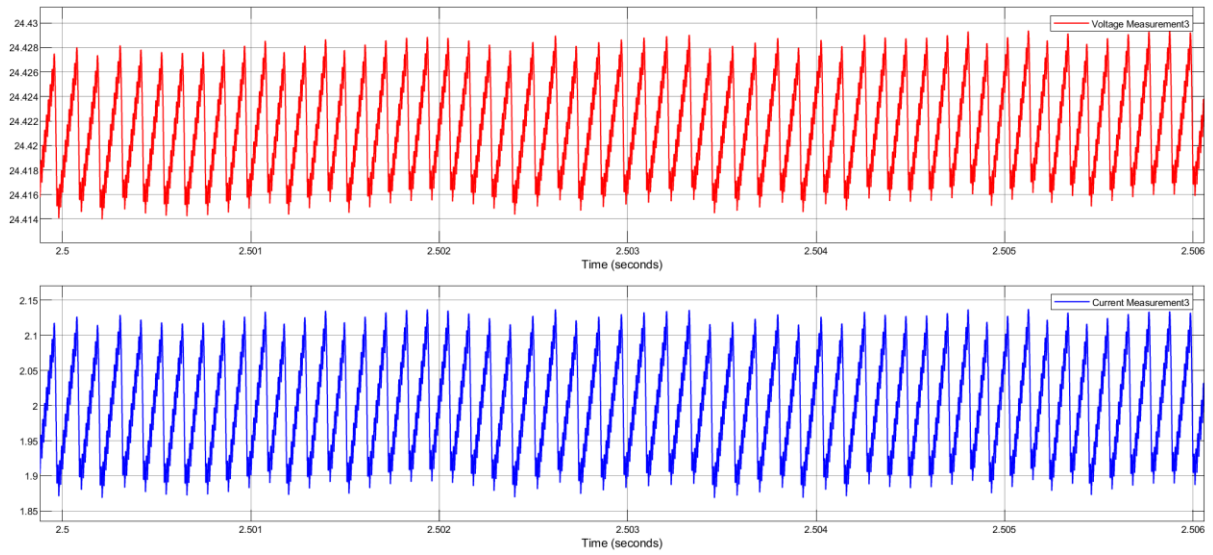 24.43
Voltage Measurement3
24.428
24.426
24.424
24.422
24.42
24.418
24.416
24.414
2.5 2.501 2.502 2.503 2.504 2.505 2.506
Time (seconds)
2.15
Current Measurement3
2.1
2.05
2
1.95
1.9
1.85
2.5 2.501 2.502 2.503 2.504 2.505 2.506
Time (seconds)